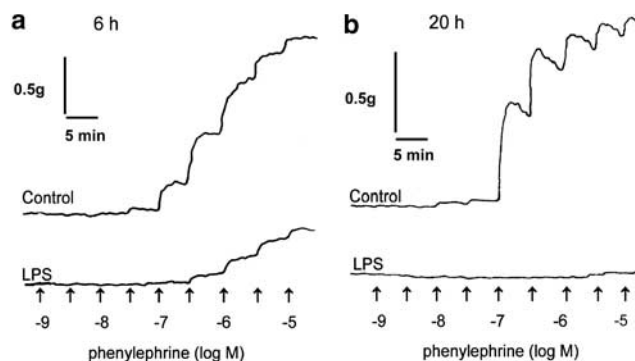 a 6 h
0.5g
5 min
Control
LPS
-9 -8 -7 -6 -5
phenylephrine (log M)
b 20 h
0.5g
5 min
Control
LPS
-9 -8 -7 -6 -5
phenylephrine (log M)